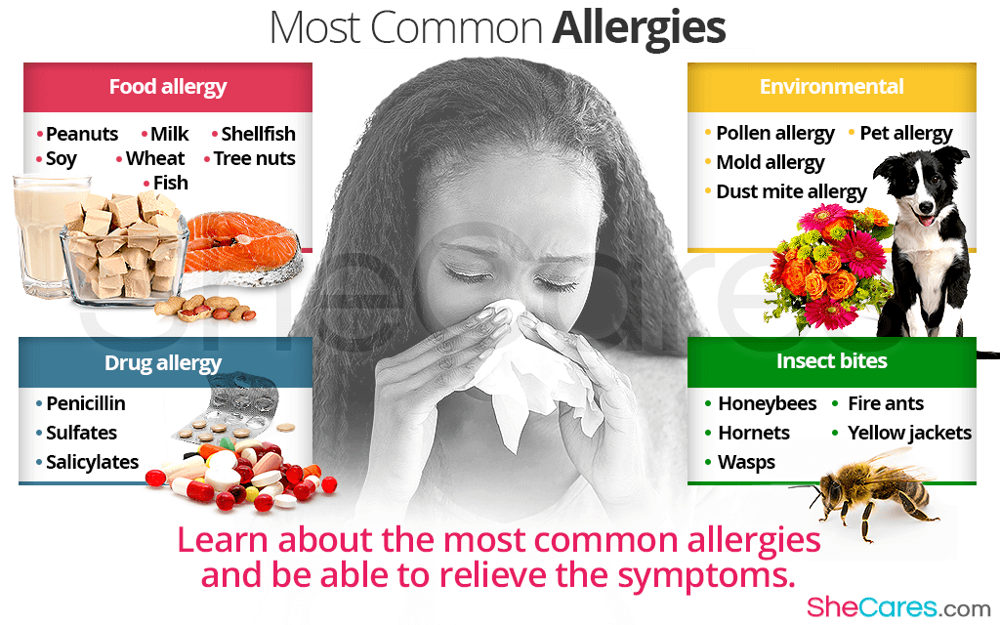 Most Common Allergies
Food allergy
• Peanuts • Milk • Shellfish
• Soy • Wheat • Tree nuts
• Fish
Environmental
• Pollen allergy • Pet allergy
• Mold allergy
• Dust mite allergy
SheCares
Drug allergy
• Penicillin
• Sulfates
• Salicylates
Insect bites
• Honeybees • Fire ants
• Hornets • Yellow jackets
• Wasps
Learn about the most common allergies
and be able to relieve the symptoms.
SheCares.com